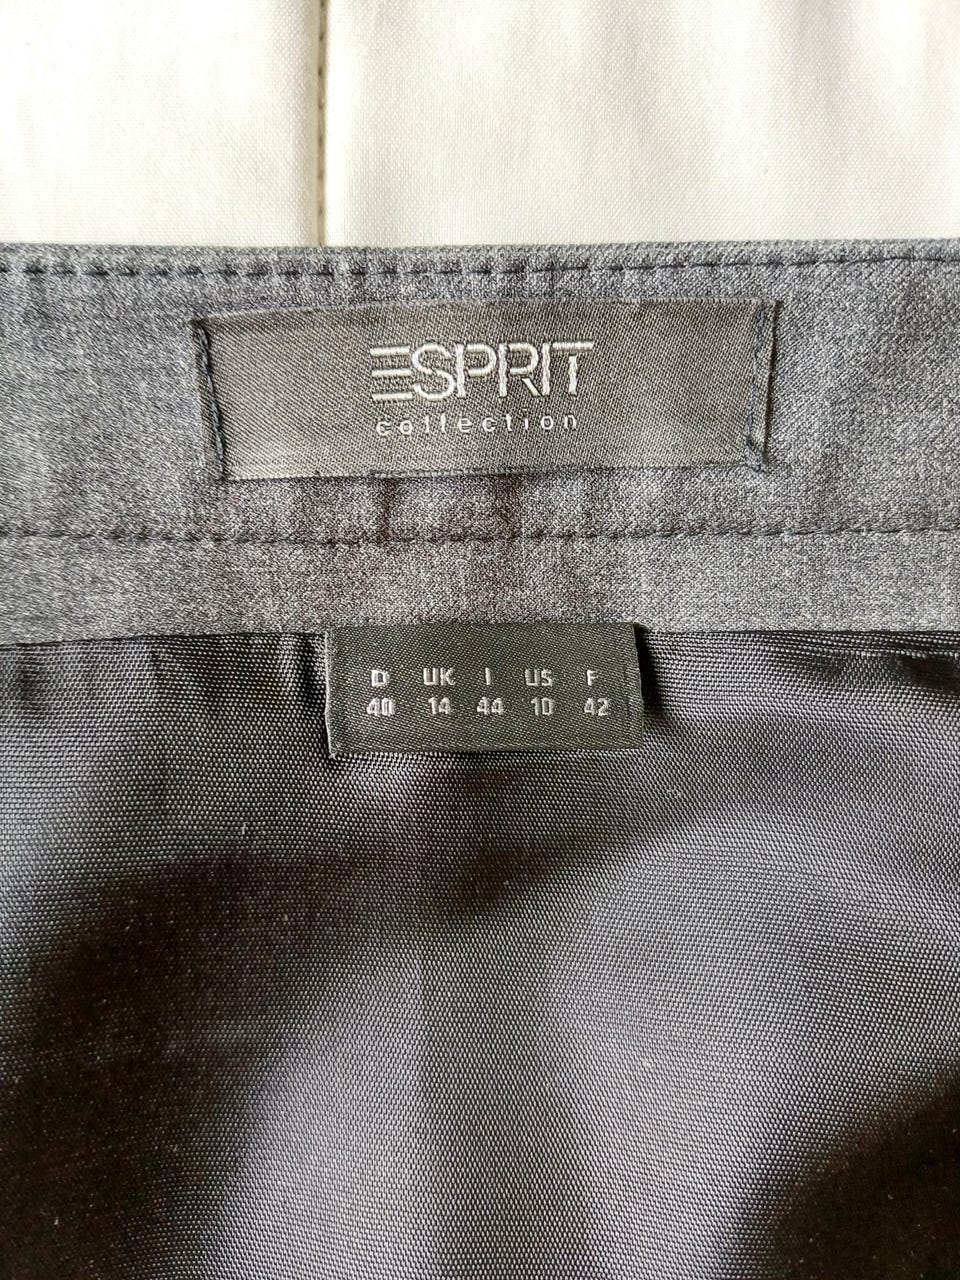 ESPRIT
collection
D UK I US F
40 14 44 10 42